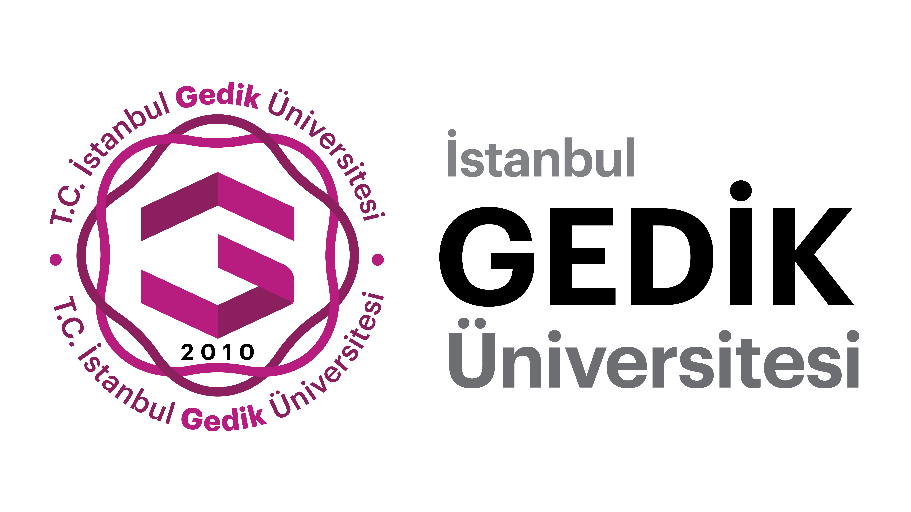 T.C. İstanbul Gedik Üniversitesi
2010
T.C. İstanbul Gedik Üniversitesi
İstanbul
GEDİK
Üniversitesi